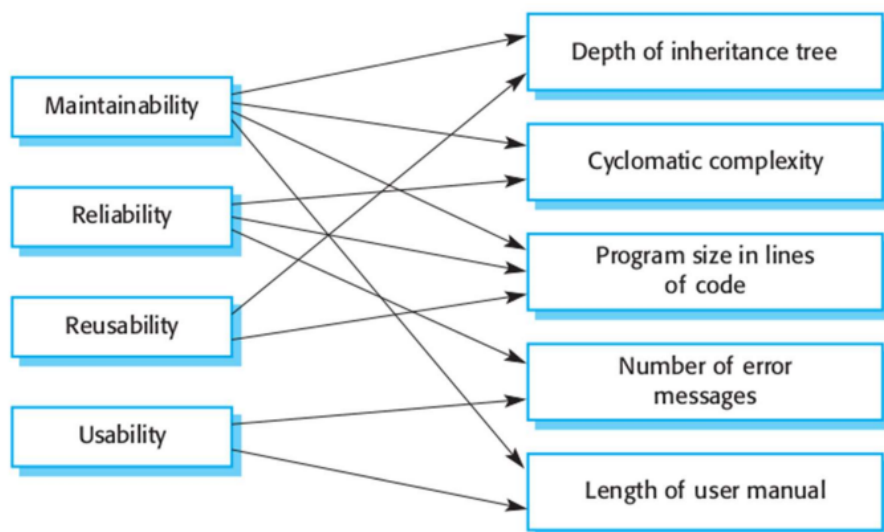 Maintainability
Reliability
Reusability
Usability
Depth of inheritance tree
Cyclomatic complexity
Program size in lines
of code
Number of error
messages
Length of user manual